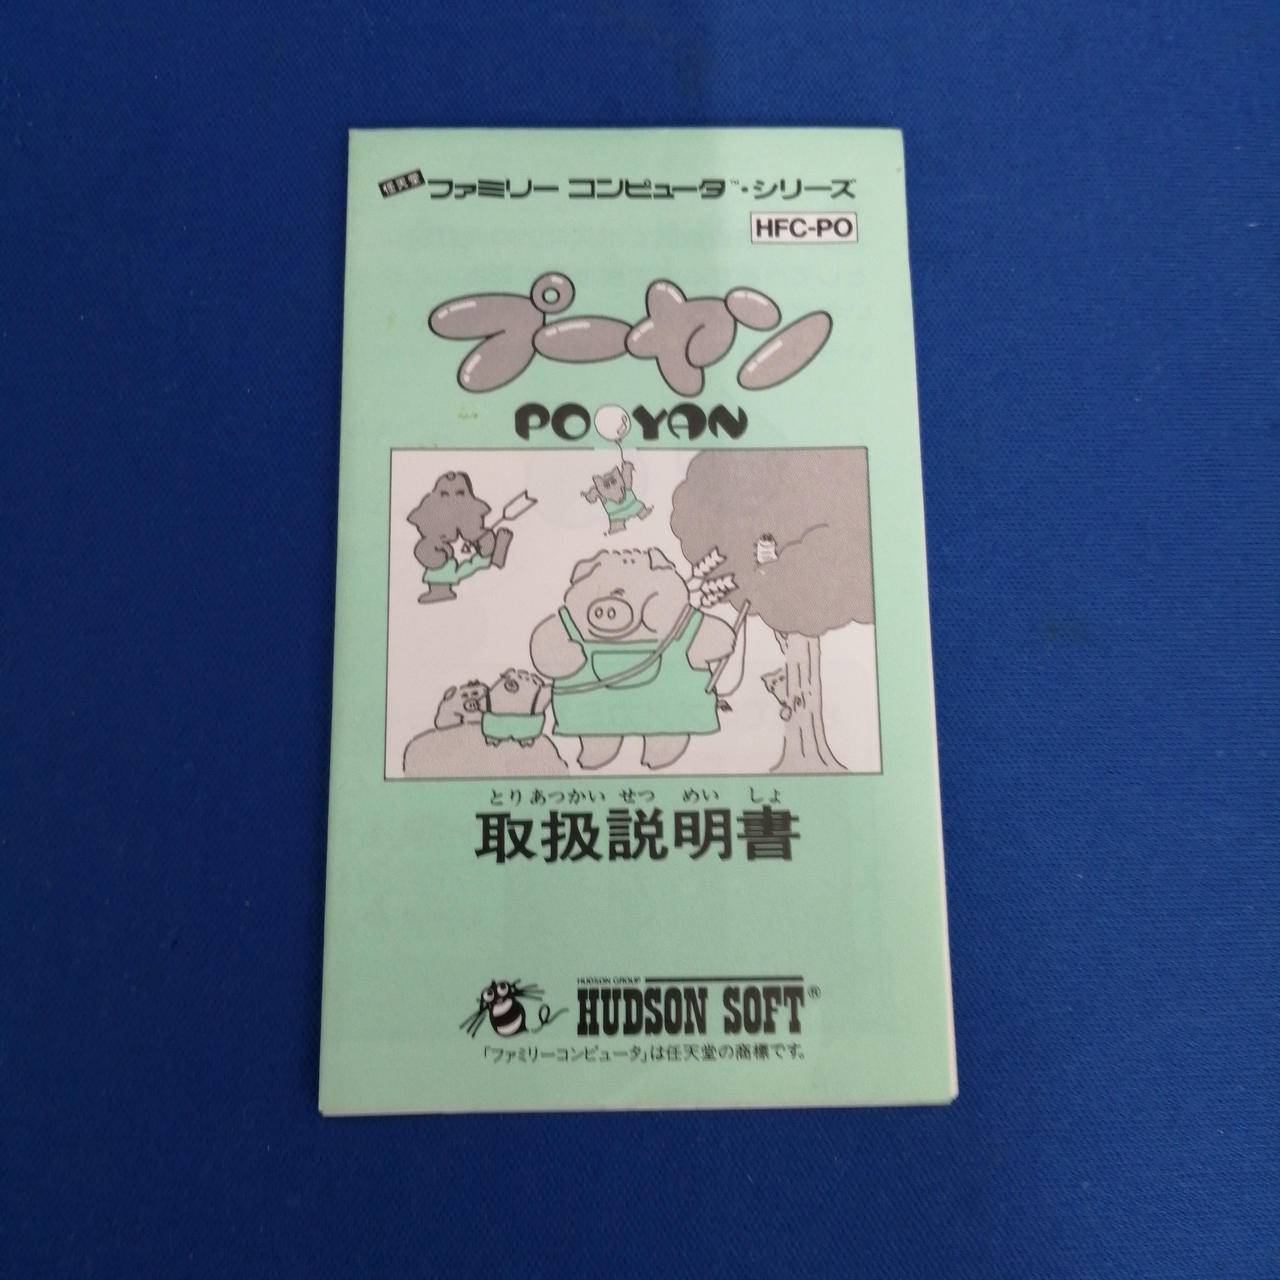 任天堂 ファミリー コンピュータ™・シリーズ
HFC-PO
プーヤン
POOYAN
とり あつかい せつ めい しょ
取扱説明書
HUDSON GROUP
HUDSON SOFT®
「ファミリーコンピュータ」は任天堂の商標です。